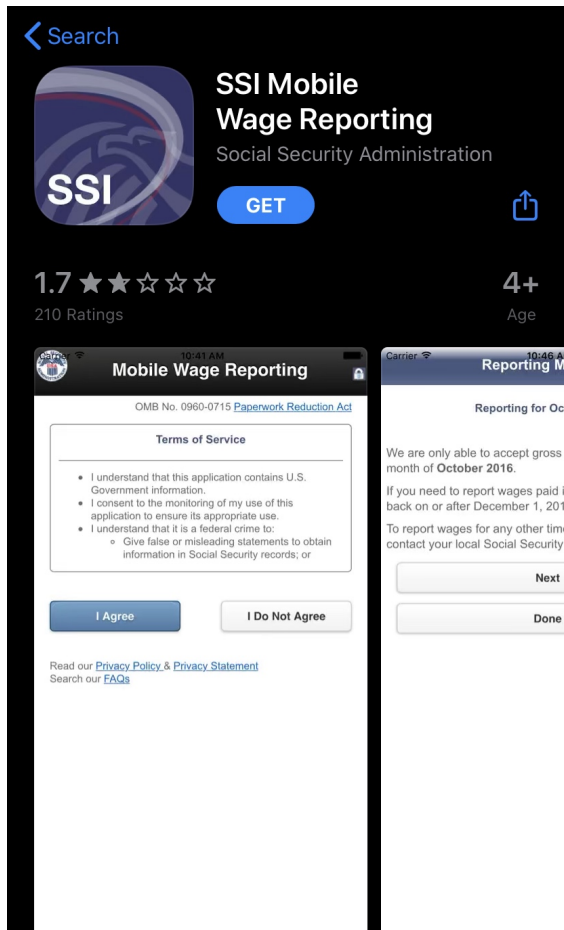 Search
SSI
SSI Mobile
Wage Reporting
Social Security Administration
GET
1.7
4+
210 Ratings
Age
Carrier
10:41 AM
Mobile Wage Reporting
OMB No. 0960-0715 Paperwork Reduction Act
Terms of Service
• I understand that this application contains U.S.
Government information.
• I consent to the monitoring of my use of this
application to ensure its appropriate use.
• I understand that it is a federal crime to:
○ Give false or misleading statements to obtain
information in Social Security records; or
I Agree
I Do Not Agree
Read our Privacy Policy & Privacy Statement
Search our FAQs
Carrier
10:46 A
Reporting M
Reporting for Oc
We are only able to accept gross
month of October 2016.
If you need to report wages paid i
back on or after December 1, 201
To report wages for any other time
contact your local Social Security
Next
Done